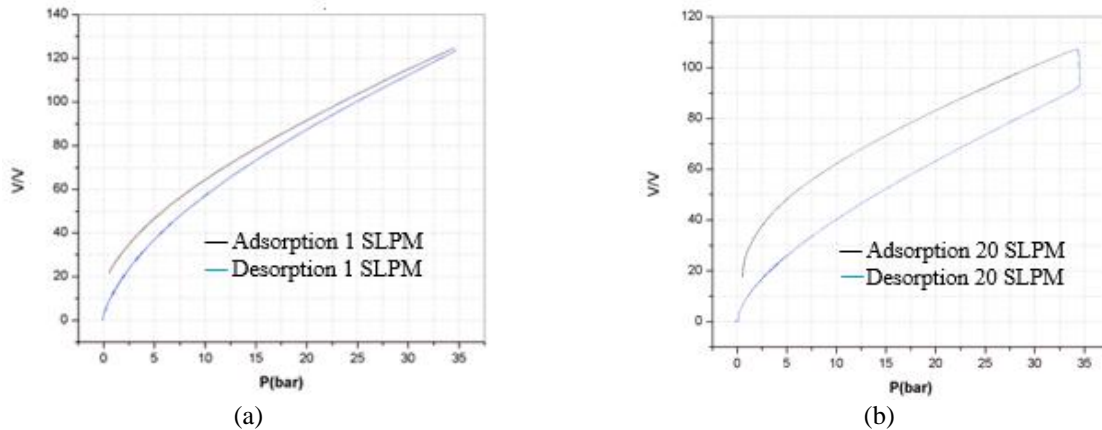 140
120
100
80
60
40
20
0
V/V
Adsorption 1 SLPM
Desorption 1 SLPM
0 5 10 15 20 25 30 35
P(bar)
(a)
120
100
80
60
40
20
0
V/V
Adsorption 20 SLPM
Desorption 20 SLPM
0 5 10 15 20 25 30 35
P(bar)
(b)